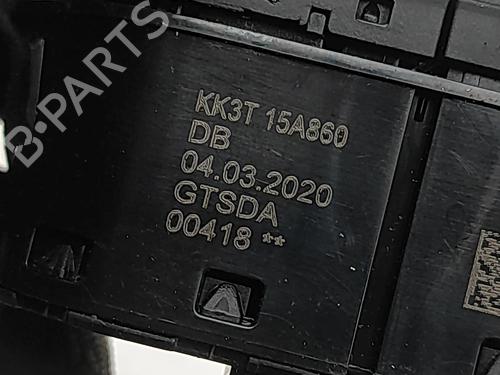 B-PARTS
KK3T 15A860
DB
04.03.2020
GTSDA
00418 **